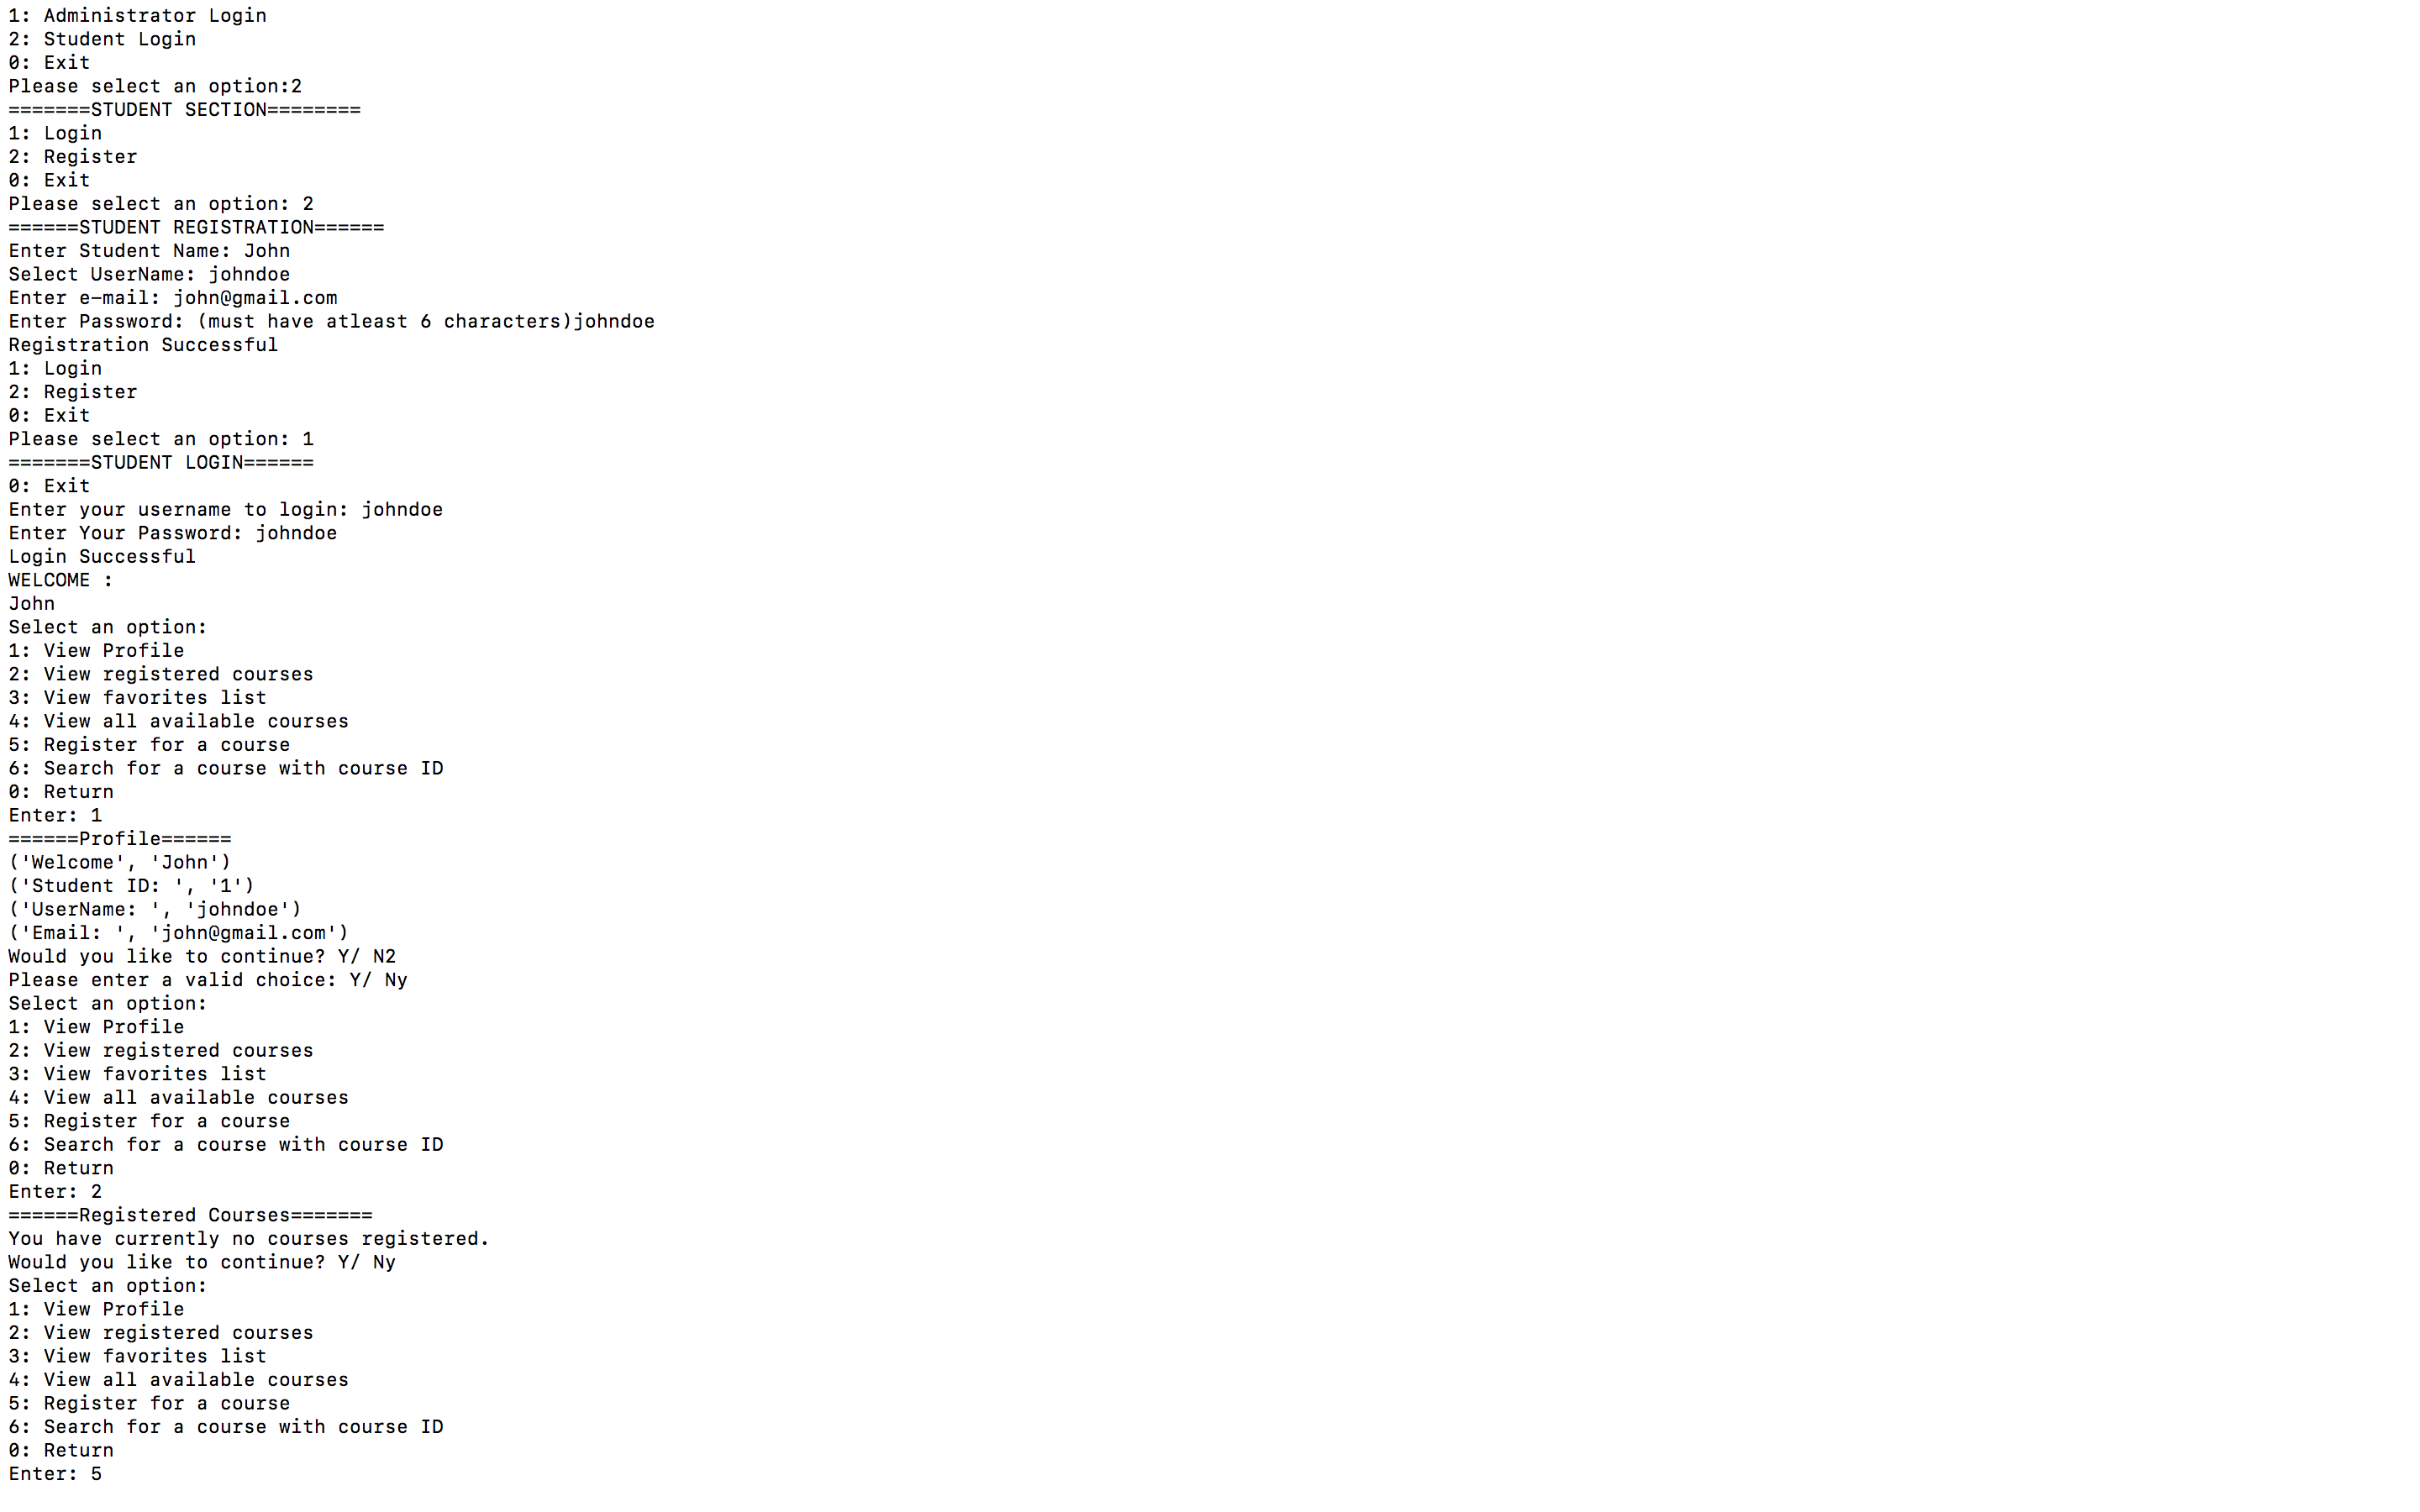 1: Administrator Login
2: Student Login
0: Exit
Please select an option:2
=======STUDENT SECTION========
1: Login
2: Register
0: Exit
Please select an option: 2
======STUDENT REGISTRATION======
Enter Student Name: John
Select UserName: johndoe
Enter e-mail: john@gmail.com
Enter Password: (must have atleast 6 characters)johndoe
Registration Successful
1: Login
2: Register
0: Exit
Please select an option: 1
=======STUDENT LOGIN======
0: Exit
Enter your username to login: johndoe
Enter Your Password: johndoe
Login Successful
WELCOME :
John
Select an option:
1: View Profile
2: View registered courses
3: View favorites list
4: View all available courses
5: Register for a course
6: Search for a course with course ID
0: Return
Enter: 1
======Profile======
('Welcome', 'John')
('Student ID: ', '1')
('UserName: ', 'johndoe')
('Email: ', 'john@gmail.com')
Would you like to continue? Y/ N2
Please enter a valid choice: Y/ Ny
Select an option:
1: View Profile
2: View registered courses
3: View favorites list
4: View all available courses
5: Register for a course
6: Search for a course with course ID
0: Return
Enter: 2
======Registered Courses=======
You have currently no courses registered.
Would you like to continue? Y/ Ny
Select an option:
1: View Profile
2: View registered courses
3: View favorites list
4: View all available courses
5: Register for a course
6: Search for a course with course ID
0: Return
Enter: 5